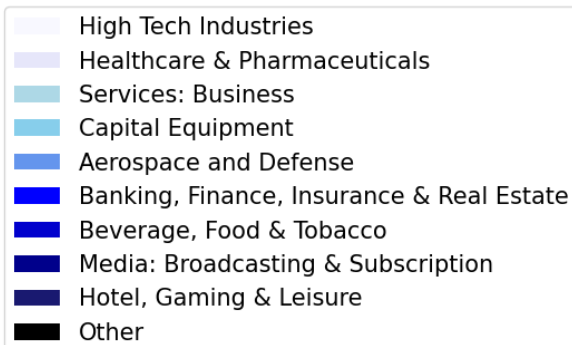 High Tech Industries
Healthcare & Pharmaceuticals
Services: Business
Capital Equipment
Aerospace and Defense
Banking, Finance, Insurance & Real Estate
Beverage, Food & Tobacco
Media: Broadcasting & Subscription
Hotel, Gaming & Leisure
Other